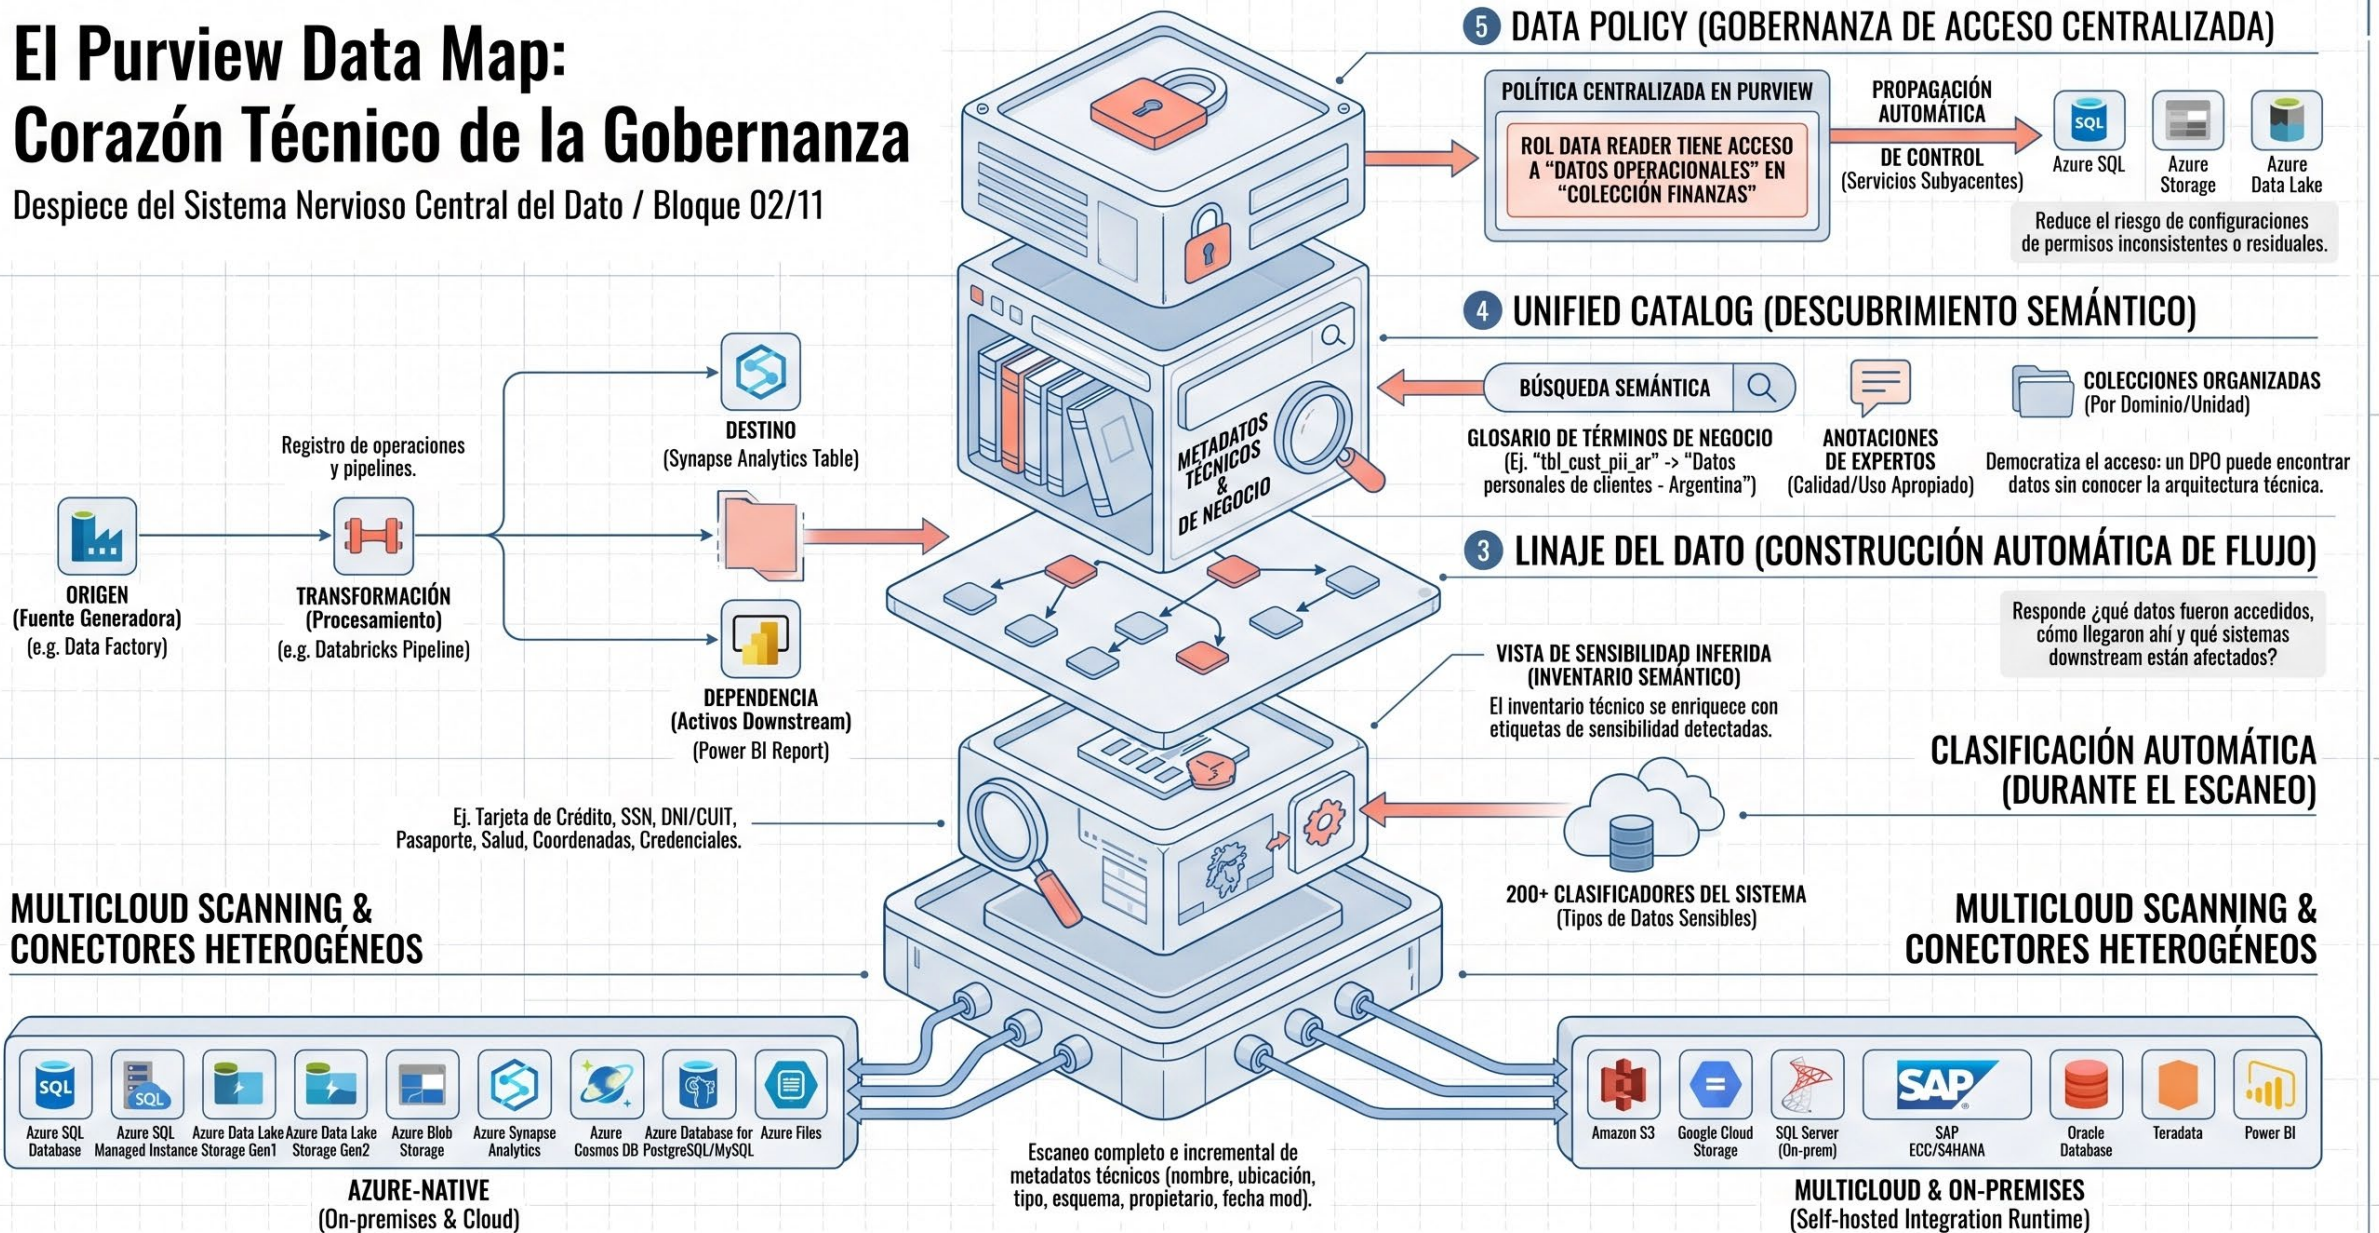 El Purview Data Map:
Corazón Técnico de la Gobernanza
Despiece del Sistema Nervioso Central del Dato / Bloque 02/11
5 DATA POLICY (GOBERNANZA DE ACCESO CENTRALIZADA)
POLÍTICA CENTRALIZADA EN PURVIEW
ROL DATA READER TIENE ACCESO
A “DATOS OPERACIONALES” EN
“COLECCIÓN FINANZAS”
PROPAGACIÓN
AUTOMÁTICA
DE CONTROL
(Servicios Subyacentes)
SQL
Azure SQL
Azure
Storage
Azure
Data Lake
Reduce el riesgo de configuraciones
de permisos inconsistentes o residuales.
4 UNIFIED CATALOG (DESCUBRIMIENTO SEMÁNTICO)
BÚSQUEDA SEMÁNTICA
GLOSARIO DE TÉRMINOS DE NEGOCIO
(Ej. “tbl_cust_pii_ar” -> “Datos
personales de clientes - Argentina”)
ANOTACIONES
DE EXPERTOS
(Calidad/Uso Apropiado)
COLECCIONES ORGANIZADAS
(Por Dominio/Unidad)
Democratiza el acceso: un DPO puede encontrar
datos sin conocer la arquitectura técnica.
METADATOS
TÉCNICOS
&
DE NEGOCIO
3 LINAJE DEL DATO (CONSTRUCCIÓN AUTOMÁTICA DE FLUJO)
Responde ¿qué datos fueron accedidos,
cómo llegaron ahí y qué sistemas
downstream están afectados?
Registro de operaciones
y pipelines.
ORIGEN
(Fuente Generadora)
(e.g. Data Factory)
TRANSFORMACIÓN
(Procesamiento)
(e.g. Databricks Pipeline)
DESTINO
(Synapse Analytics Table)
DEPENDENCIA
(Activos Downstream)
(Power BI Report)
VISTA DE SENSIBILIDAD INFERIDA
(INVENTARIO SEMÁNTICO)
El inventario técnico se enriquece con
etiquetas de sensibilidad detectadas.
CLASIFICACIÓN AUTOMÁTICA
(DURANTE EL ESCANEO)
200+ CLASIFICADORES DEL SISTEMA
(Tipos de Datos Sensibles)
Ej. Tarjeta de Crédito, SSN, DNI/CUIT,
Pasaporte, Salud, Coordenadas, Credenciales.
MULTICLOUD SCANNING &
CONECTORES HETEROGÉNEOS
SQL
Azure SQL
Database
SQL
Azure SQL
Managed Instance
Azure Data Lake
Storage Gen1
Azure Data Lake
Storage Gen2
Azure Blob
Storage
Azure Synapse
Analytics
Azure
Cosmos DB
Azure Database for
PostgreSQL/MySQL
Azure Files
AZURE-NATIVE
(On-premises & Cloud)
Escaneo completo e incremental de
metadatos técnicos (nombre, ubicación,
tipo, esquema, propietario, fecha mod).
MULTICLOUD SCANNING &
CONECTORES HETEROGÉNEOS
Amazon S3
Google Cloud
Storage
SQL Server
(On-prem)
SAP
SAP
ECC/S4HANA
Oracle
Database
Teradata
Power BI
MULTICLOUD & ON-PREMISES
(Self-hosted Integration Runtime)